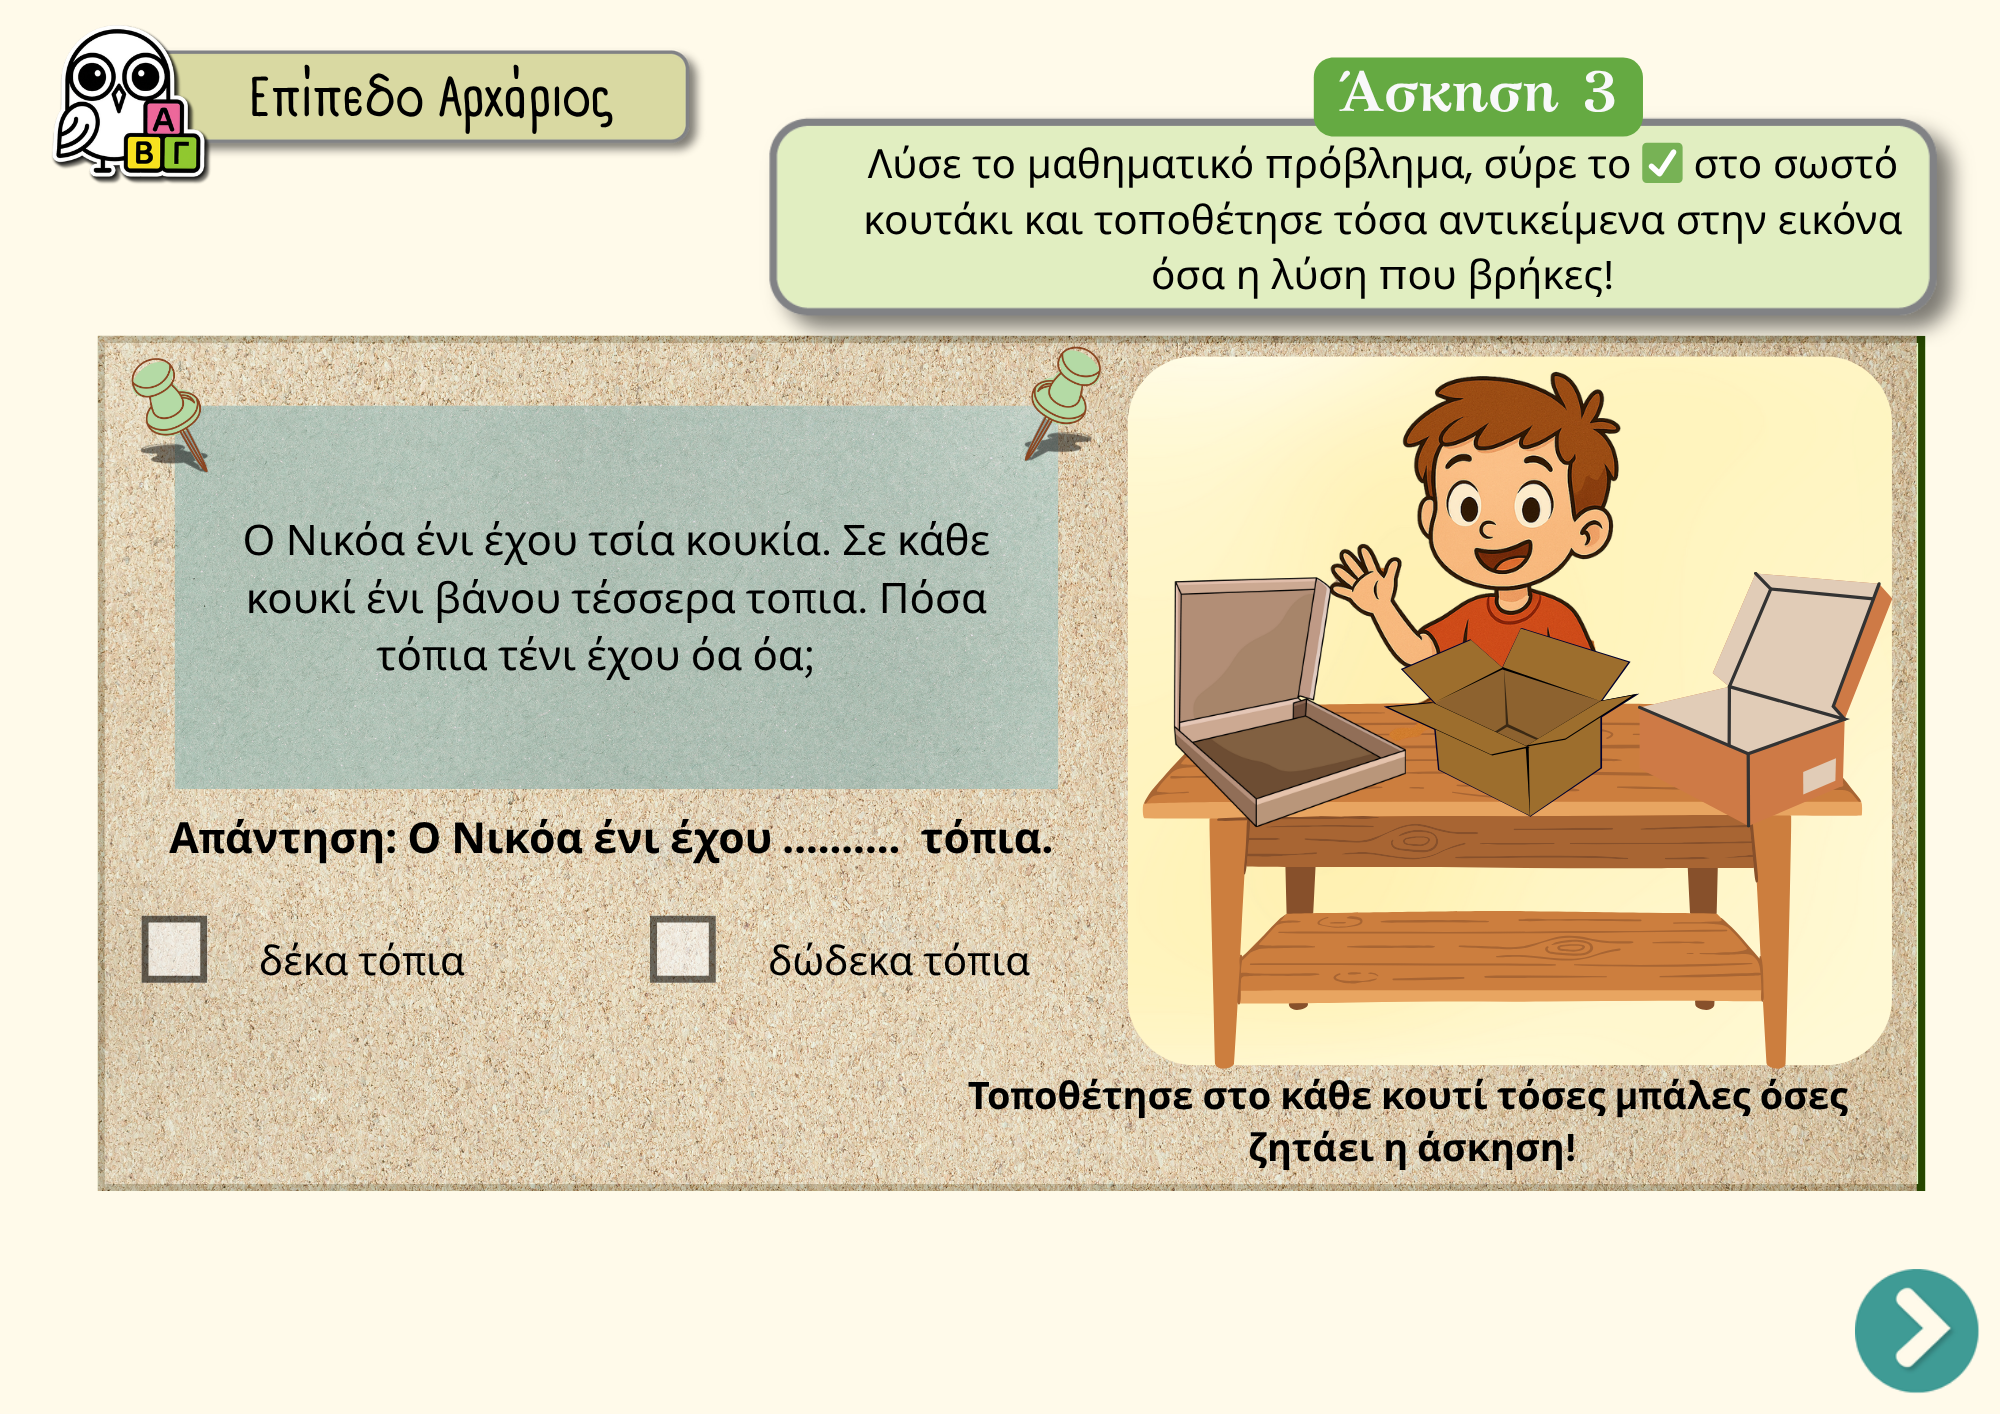 Επίπεδο Αρχάριος
Α
Β Γ
Άσκηση 3
Λύσε το μαθηματικό πρόβλημα, σύρε το ✅ στο σωστό
κουτάκι και τοποθέτησε τόσα αντικείμενα στην εικόνα
όσα η λύση που βρήκες!
Ο Νικόα ένι έχου τσία κουκία. Σε κάθε
κουκί ένι βάνου τέσσερα τοπια. Πόσα
τόπια τένι έχου όα όα;
Απάντηση: Ο Νικόα ένι έχου .......... τόπια.
δέκα τόπια
δώδεκα τόπια
Τοποθέτησε στο κάθε κουτί τόσες μπάλες όσες
ζητάει η άσκηση!